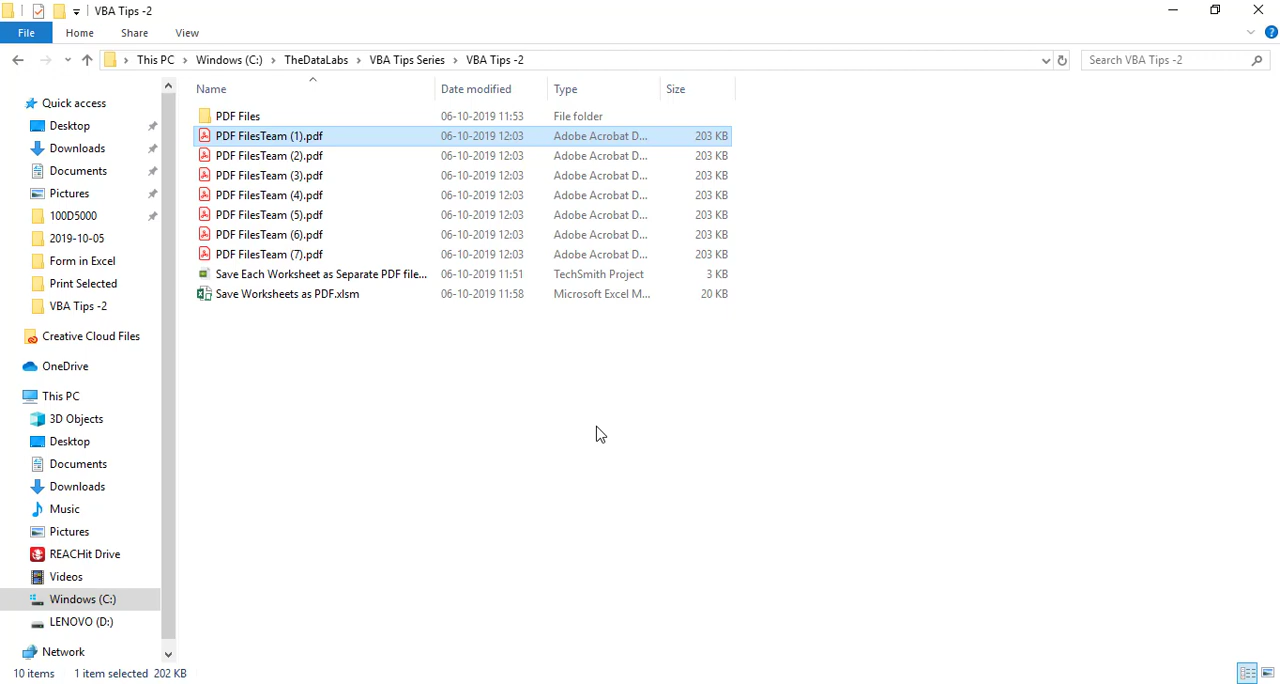 VBA Tips -2
File Home Share View
This PC > Windows (C:) > TheDataLabs > VBA Tips Series > VBA Tips -2 Search VBA Tips -2
Name Date modified Type Size
PDF Files 06-10-2019 11:53 File folder
PDF FilesTeam (1).pdf 06-10-2019 12:03 Adobe Acrobat D... 203 KB
PDF FilesTeam (2).pdf 06-10-2019 12:03 Adobe Acrobat D... 203 KB
PDF FilesTeam (3).pdf 06-10-2019 12:03 Adobe Acrobat D... 203 KB
PDF FilesTeam (4).pdf 06-10-2019 12:03 Adobe Acrobat D... 203 KB
PDF FilesTeam (5).pdf 06-10-2019 12:03 Adobe Acrobat D... 203 KB
PDF FilesTeam (6).pdf 06-10-2019 12:03 Adobe Acrobat D... 203 KB
PDF FilesTeam (7).pdf 06-10-2019 12:03 Adobe Acrobat D... 203 KB
Save Each Worksheet as Separate PDF file... 06-10-2019 11:51 TechSmith Project 3 KB
Save Worksheets as PDF.xlsm 06-10-2019 11:58 Microsoft Excel M... 20 KB
Quick access
Desktop
Downloads
Documents
Pictures
100D5000
2019-10-05
Form in Excel
Print Selected
VBA Tips -2
Creative Cloud Files
OneDrive
This PC
3D Objects
Desktop
Documents
Downloads
Music
Pictures
REACHit Drive
Videos
Windows (C:)
LENOVO (D:)
Network
10 items 1 item selected 202 KB